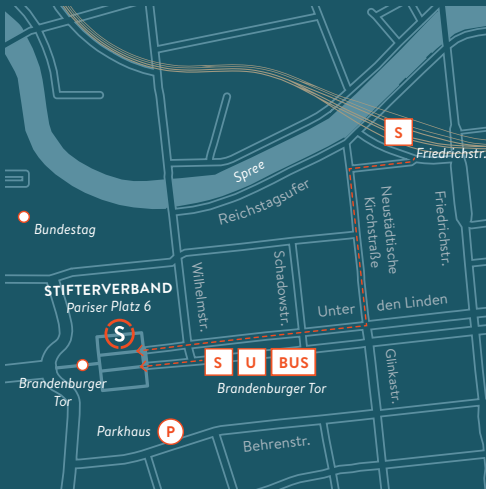 S
Friedrichstr.
Spree
Reichstagsufer
Neustädtische
Kirchstraße
Friedrichstr.
Bundestag
STIFTERVERBAND
Pariser Platz 6
S
Wilhelmstr.
Schadowstr.
Unter den Linden
S U BUS
Brandenburger Tor
Brandenburger
Tor
Glinkastr.
Parkhaus P
Behrenstr.